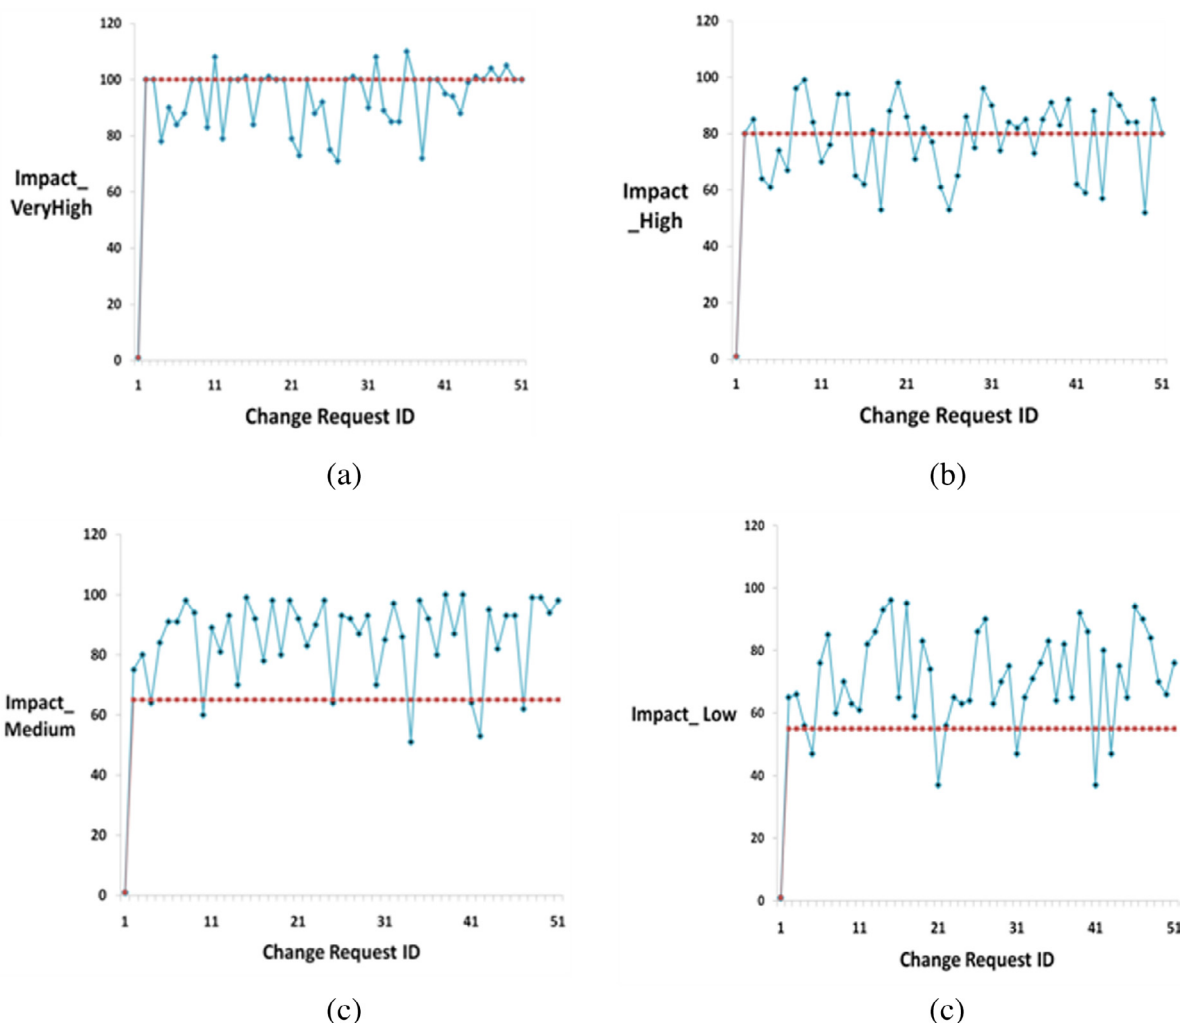 120
100
80
60
40
20
0
Impact_
VeryHigh
1 11 21 31 41 51
Change Request ID
(a)
120
100
80
60
40
20
0
Impact
_High
1 11 21 31 41 51
Change Request ID
(b)
120
100
80
60
40
20
0
Impact_
Medium
1 11 21 31 41 51
Change Request ID
(c)
120
100
80
60
40
20
0
Impact_ Low
1 11 21 31 41 51
Change Request ID
(c)